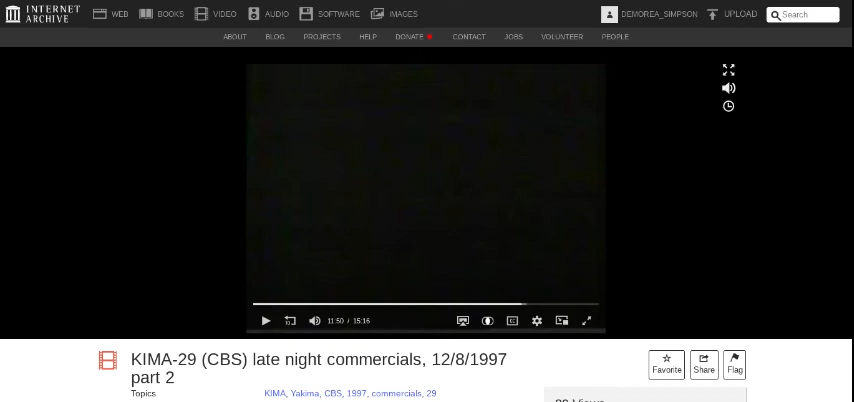 INTERNET ARCHIVE
WEB BOOKS VIDEO AUDIO SOFTWARE IMAGES DEMOREA_SIMPSON UPLOAD Search
ABOUT BLOG PROJECTS HELP DONATE CONTACT JOBS VOLUNTEER PEOPLE
10 11:50 / 15:16 CC
KIMA-29 (CBS) late night commercials, 12/8/1997
part 2
Favorite Share Flag
Topics KIMA, Yakima, CBS, 1997, commercials, 29